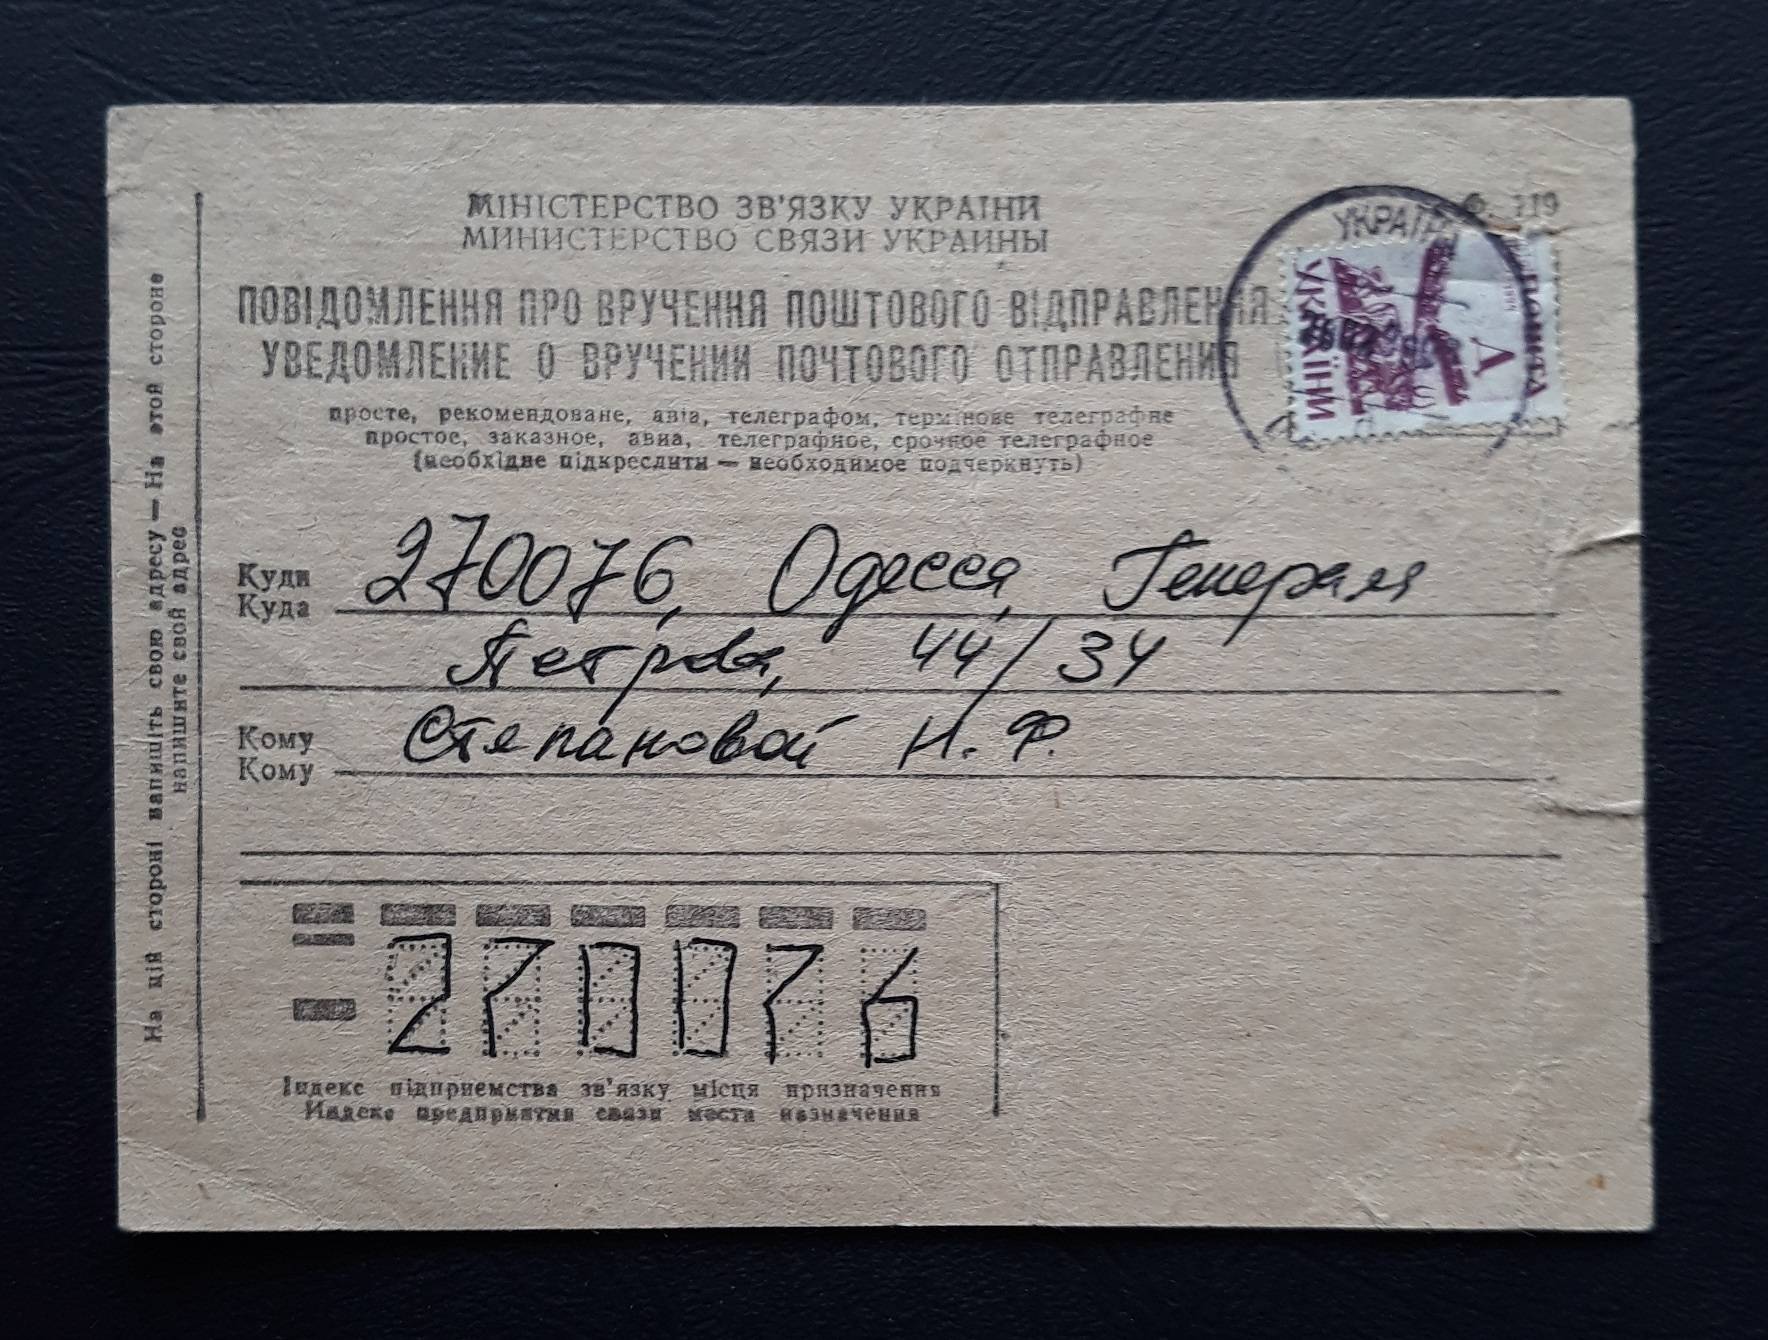 МІНІСТЕРСТВО ЗВ'ЯЗКУ УКРАЇНИ
МИНИСТЕРСТВО СВЯЗИ УКРАИНЫ
Ф. 119
ПОВІДОМЛЕННЯ ПРО ВРУЧЕННЯ ПОШТОВОГО ВІДПРАВЛЕННЯ
УВЕДОМЛЕНИЕ О ВРУЧЕНИИ ПОЧТОВОГО ОТПРАВЛЕНИЯ
просте, рекомендоване, авіа, телеграфом, термінове телеграфне
простое, заказное, авиа, телеграфное, срочное телеграфное
(необхідне підкреслити — необходимое подчеркнуть)
УКРАЇНА
ПОШТА
Д
УКРАЇНИ
Куди 270076, Одесса, Генерала
Куда
Петрова, 44/34
Кому Степановой Н. Ф.
Кому
270076
Індекс підприємства зв'язку місця призначення
Индекс предприятия связи места назначения
На цій стороні напишіть свою адресу — На этой стороне
напишите свой адрес